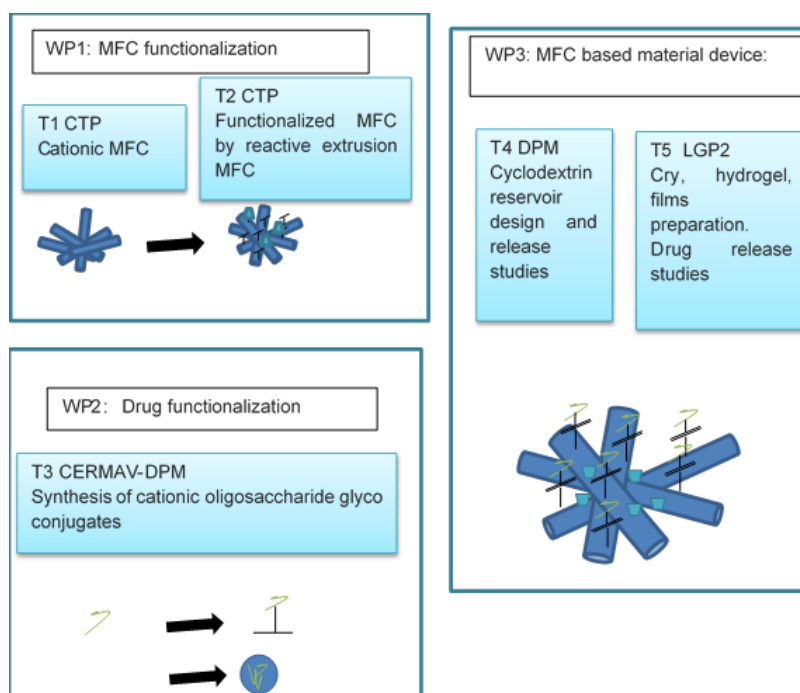 WP1: MFC functionalization
T1 CTP
Cationic MFC
T2 CTP
Functionalized MFC
by reactive extrusion
MFC
WP2: Drug functionalization
T3 CERMAV-DPM
Synthesis of cationic oligosaccharide glyco
conjugates
WP3: MFC based material device:
T4 DPM
Cyclodextrin
reservoir
design and
release
studies
T5 LGP2
Cry, hydrogel,
films
preparation.
Drug release
studies